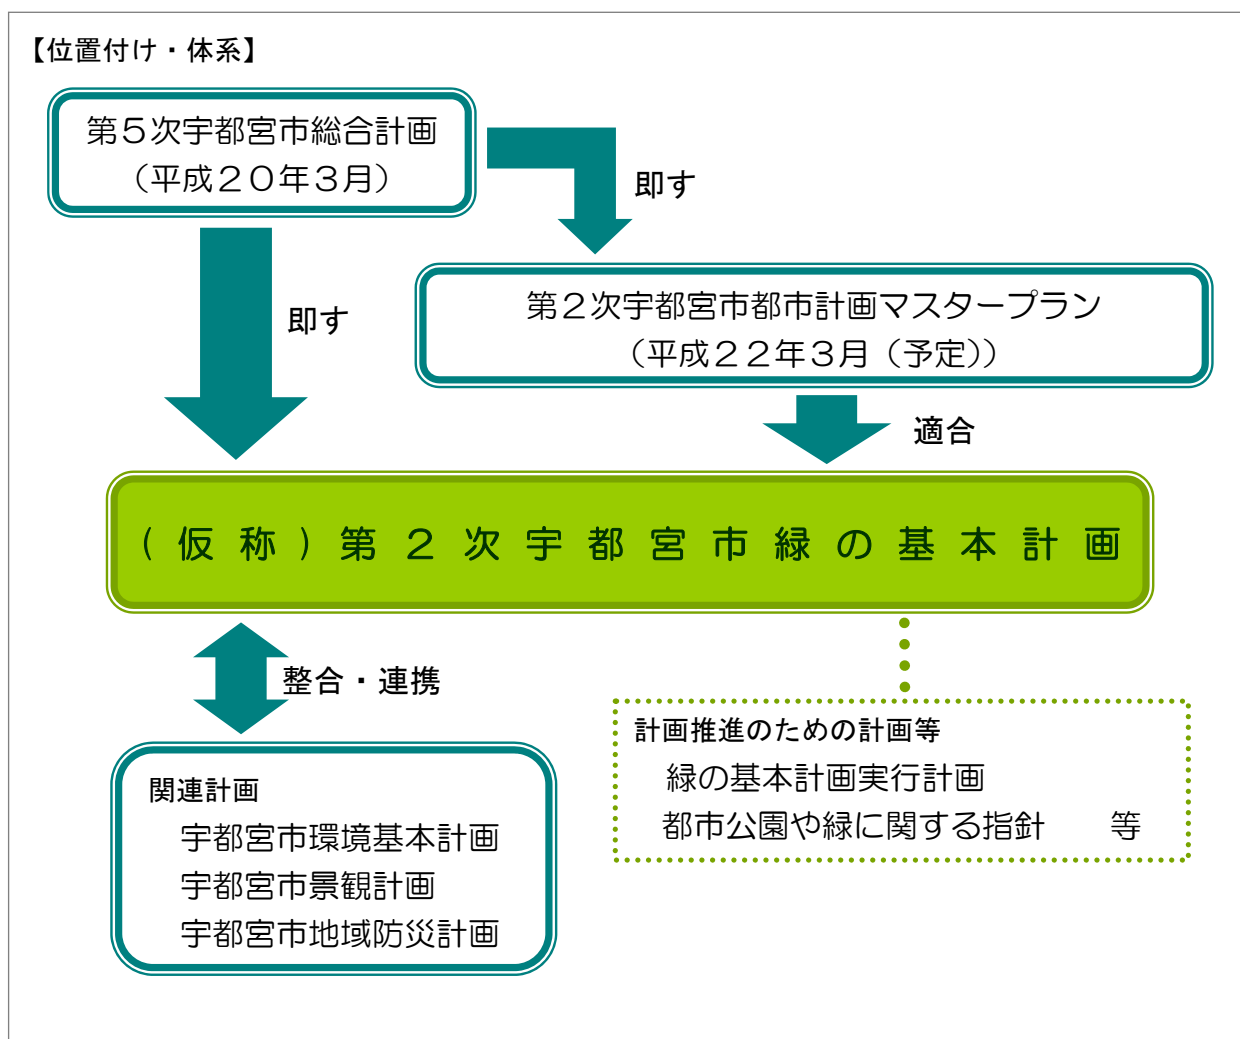 【位置付け・体系】
第５次宇都宮市総合計画
（平成２０年３月）
即す
即す
第２次宇都宮市都市計画マスタープラン
（平成２２年３月（予定））
適合
(仮称)第２次宇都宮市緑の基本計画
整合・連携
関連計画
宇都宮市環境基本計画
宇都宮市景観計画
宇都宮市地域防災計画
計画推進のための計画等
緑の基本計画実行計画
都市公園や緑に関する指針　　等